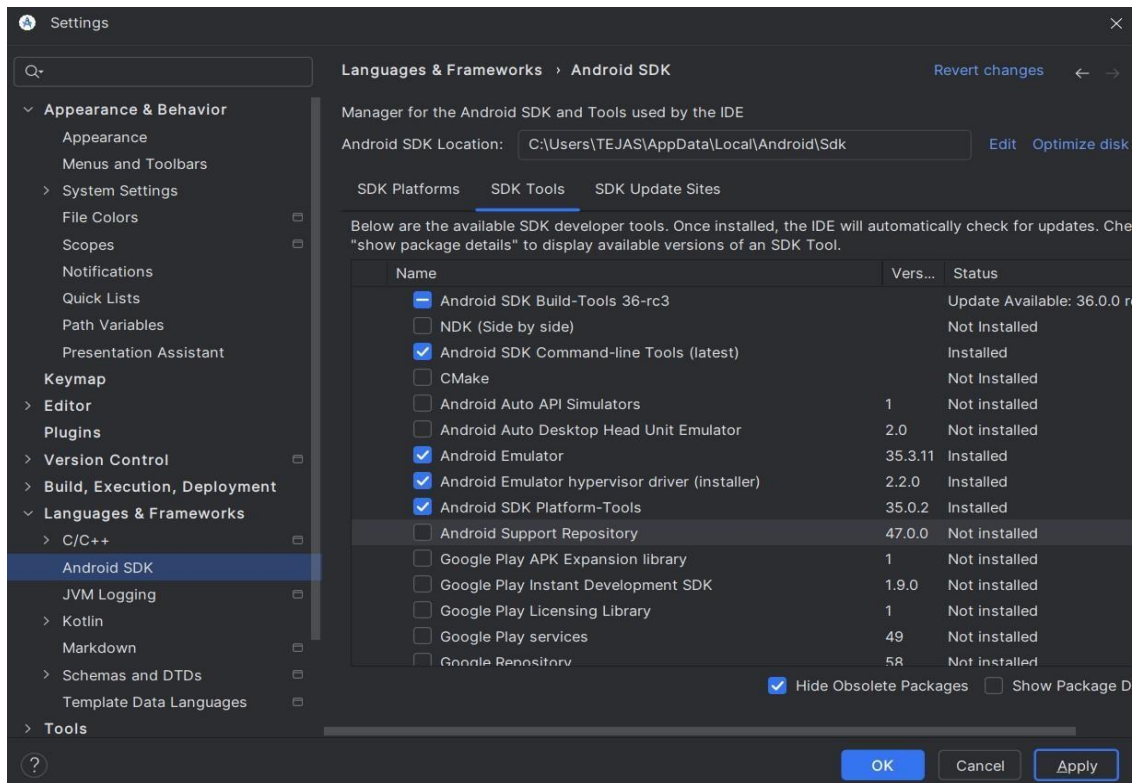 Settings
Languages & Frameworks › Android SDK
Revert changes
Appearance & Behavior
Appearance
Menus and Toolbars
System Settings
File Colors
Scopes
Notifications
Quick Lists
Path Variables
Presentation Assistant
Keymap
Editor
Plugins
Version Control
Build, Execution, Deployment
Languages & Frameworks
C/C++
Android SDK
JVM Logging
Kotlin
Markdown
Schemas and DTDs
Template Data Languages
Tools
Manager for the Android SDK and Tools used by the IDE
Android SDK Location: C:\Users\TEJAS\AppData\Local\Android\Sdk Edit Optimize disk
SDK Platforms SDK Tools SDK Update Sites
Below are the available SDK developer tools. Once installed, the IDE will automatically check for updates. Che
"show package details" to display available versions of an SDK Tool.
Name Vers... Status
Android SDK Build-Tools 36-rc3 Update Available: 36.0.0 r
NDK (Side by side) Not Installed
Android SDK Command-line Tools (latest) Installed
CMake Not Installed
Android Auto API Simulators 1 Not installed
Android Auto Desktop Head Unit Emulator 2.0 Not installed
Android Emulator 35.3.11 Installed
Android Emulator hypervisor driver (installer) 2.2.0 Installed
Android SDK Platform-Tools 35.0.2 Installed
Android Support Repository 47.0.0 Not installed
Google Play APK Expansion library 1 Not installed
Google Play Instant Development SDK 1.9.0 Not installed
Google Play Licensing Library 1 Not installed
Google Play services 49 Not installed
Google Repository 58 Not installed
Hide Obsolete Packages Show Package D
? OK Cancel Apply